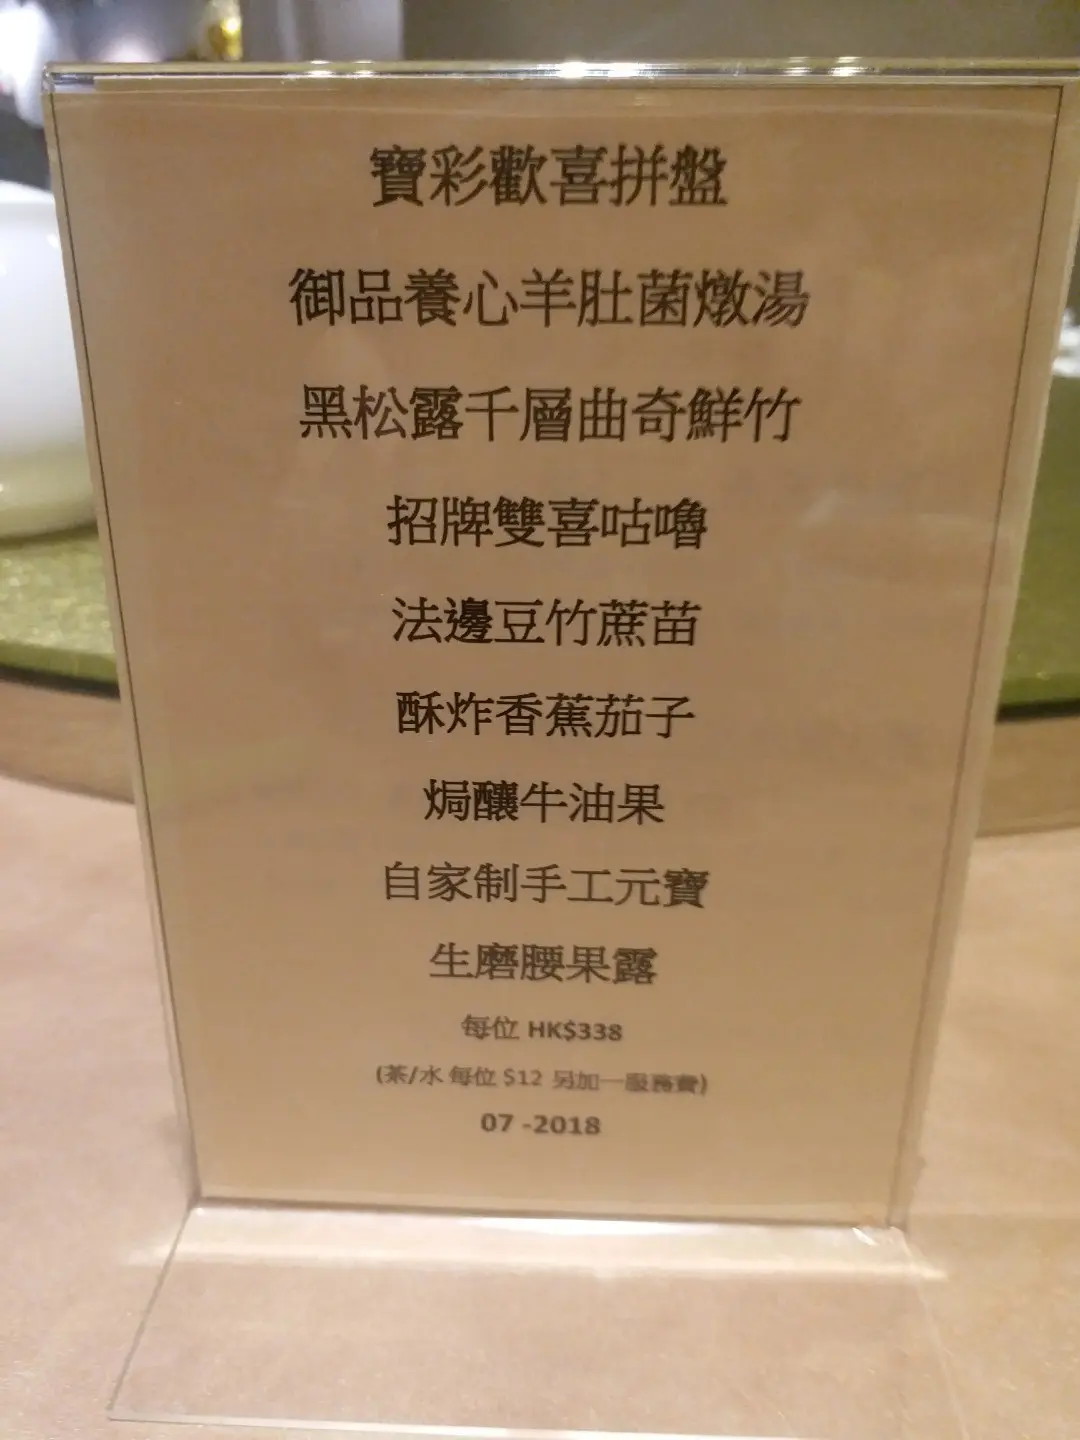 寶彩歡喜拼盤
御品養心羊肚菌燉湯
黑松露千層曲奇鮮竹
招牌雙喜咕嚕
法邊豆竹蔗苗
酥炸香蕉茄子
焗釀牛油果
自家制手工元寶
生磨腰果露
每位 HK$338
(茶/水 每位 $12 另加一服務費)
07 -2018